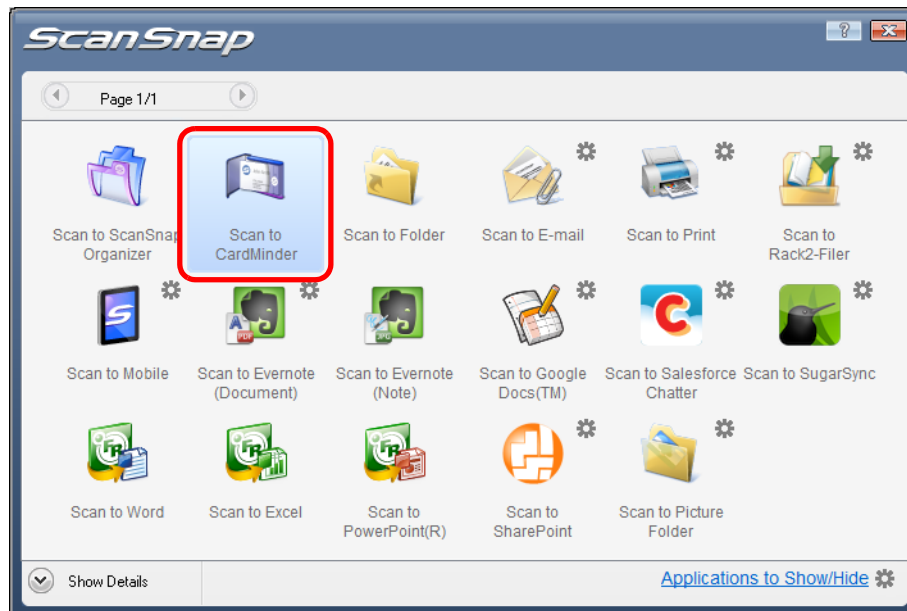 ScanSnap
Page 1/1
Scan to ScanSnap
Organizer
Scan to
CardMinder
Scan to Folder
Scan to E-mail
Scan to Print
Scan to
Rack2-Filer
Scan to Mobile
Scan to Evernote
(Document)
Scan to Evernote
(Note)
Scan to Google
Docs(TM)
Scan to Salesforce
Chatter
Scan to SugarSync
Scan to Word
Scan to Excel
Scan to
PowerPoint(R)
Scan to
SharePoint
Scan to Picture
Folder
Show Details
Applications to Show/Hide